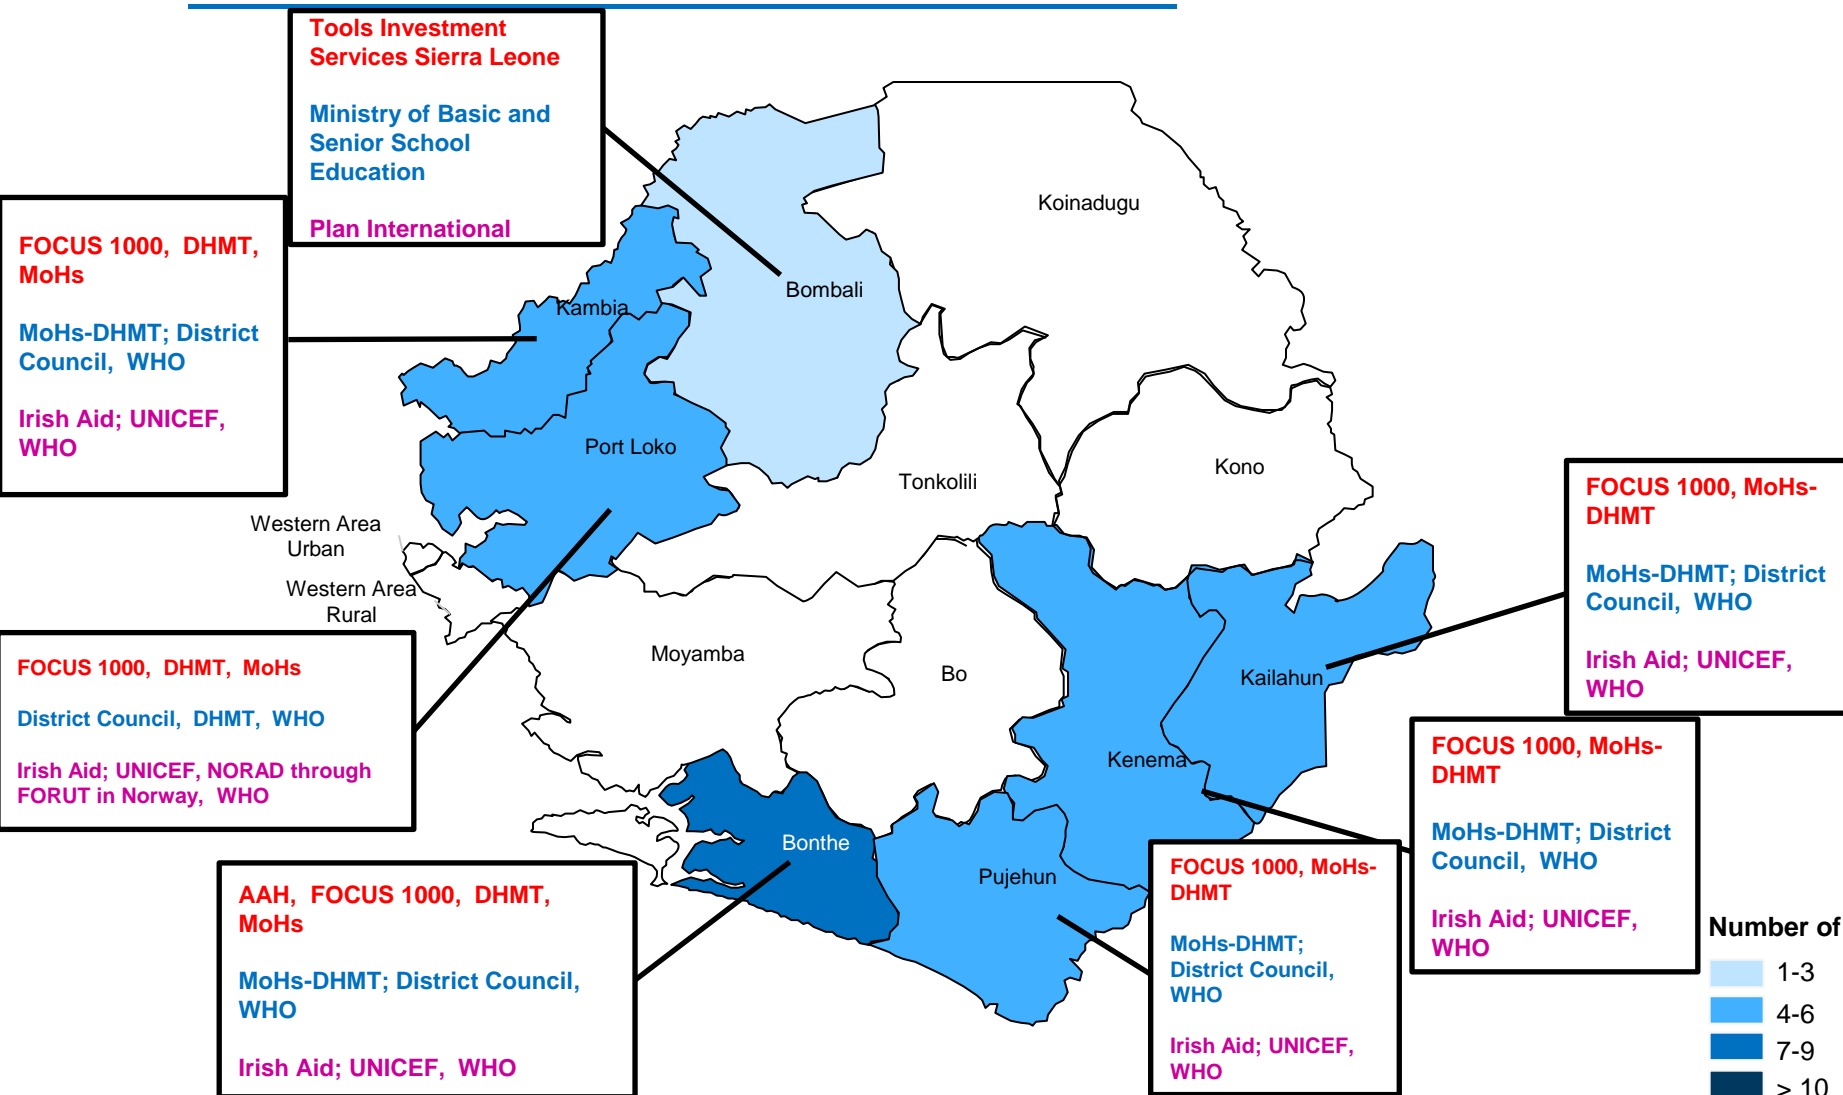 Tools Investment
Services Sierra Leone
Ministry of Basic and
Senior School
Education
Plan International
FOCUS 1000, DHMT,
MoHs
MoHs-DHMT; District
Council, WHO
Irish Aid; UNICEF,
WHO
Koinadugu
Bombali
Kambia
Port Loko
Tonkolili
Kono
Western Area
Urban
Western Area
Rural
Moyamba
Bo
Kailahun
Kenema
Bonthe
Pujehun
FOCUS 1000, MoHs-
DHMT
MoHs-DHMT; District
Council, WHO
Irish Aid; UNICEF,
WHO
FOCUS 1000, DHMT, MoHs
District Council, DHMT, WHO
Irish Aid; UNICEF, NORAD through
FORUT in Norway, WHO
FOCUS 1000, MoHs-
DHMT
MoHs-DHMT; District
Council, WHO
Irish Aid; UNICEF,
WHO
AAH, FOCUS 1000, DHMT,
MoHs
MoHs-DHMT; District Council,
WHO
Irish Aid; UNICEF, WHO
FOCUS 1000, MoHs-
DHMT
MoHs-DHMT;
District Council,
WHO
Irish Aid; UNICEF,
WHO
Number of
1-3
4-6
7-9
> 10